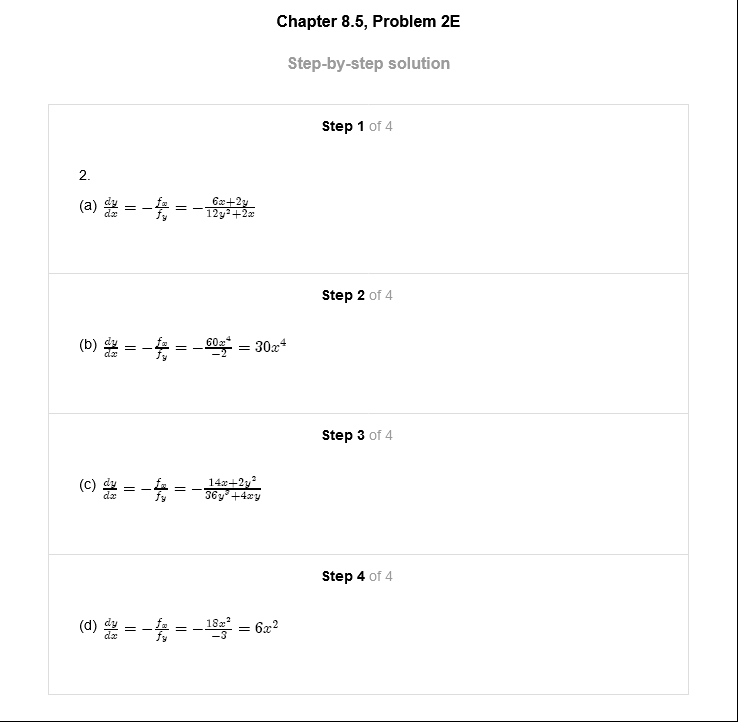 Chapter 8.5, Problem 2E
Step-by-step solution
Step 1 of 4
2.
(a) $\frac{dy}{dx} = -\frac{f_x}{f_y} = -\frac{6x+2y}{12y^2+2x}$
Step 2 of 4
(b) $\frac{dy}{dx} = -\frac{f_x}{f_y} = -\frac{60x^4}{-2} = 30x^4$
Step 3 of 4
(c) $\frac{dy}{dx} = -\frac{f_x}{f_y} = -\frac{14x+2y^2}{36y^3+4xy}$
Step 4 of 4
(d) $\frac{dy}{dx} = -\frac{f_x}{f_y} = -\frac{18x^2}{-3} = 6x^2$